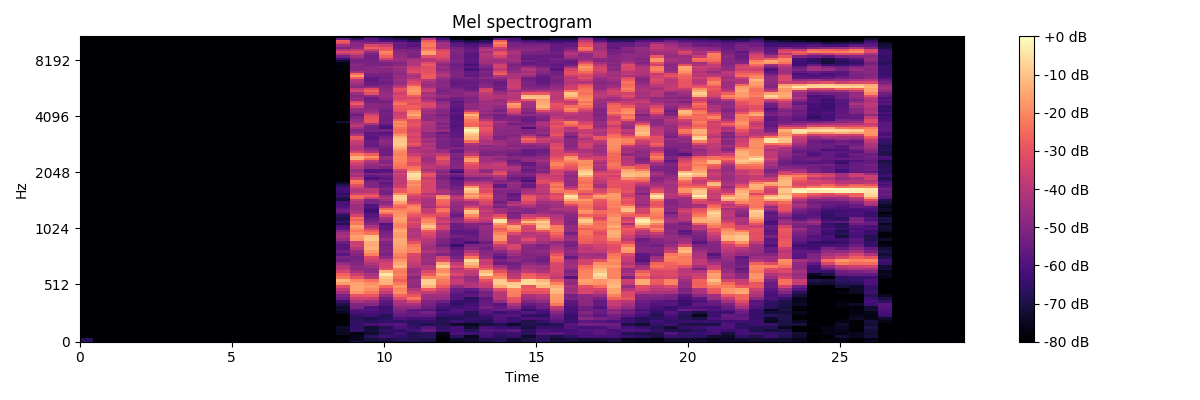 Mel spectrogram
Hz
8192
4096
2048
1024
512
0
0 5 10 15 20 25
Time
+0 dB
-10 dB
-20 dB
-30 dB
-40 dB
-50 dB
-60 dB
-70 dB
-80 dB